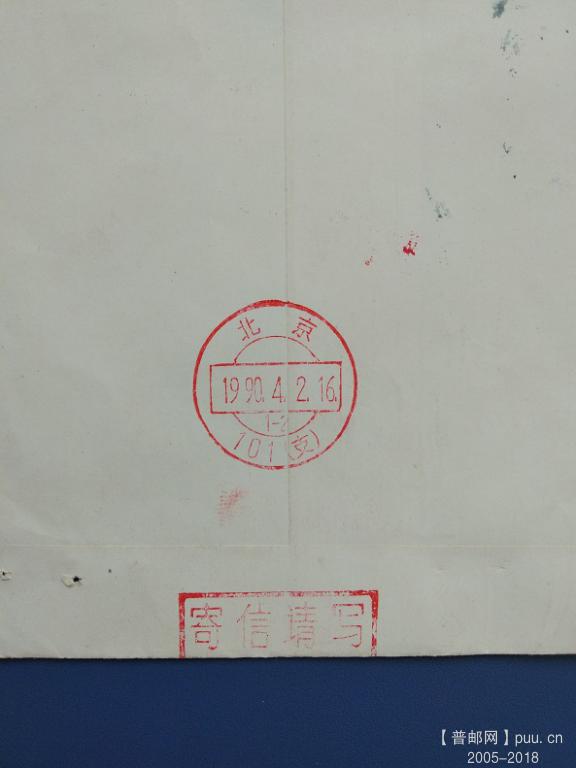 北京
1990.4.2.16.
1-2
101(支)
寄信请写
【普邮网】puu.cn
2005-2018